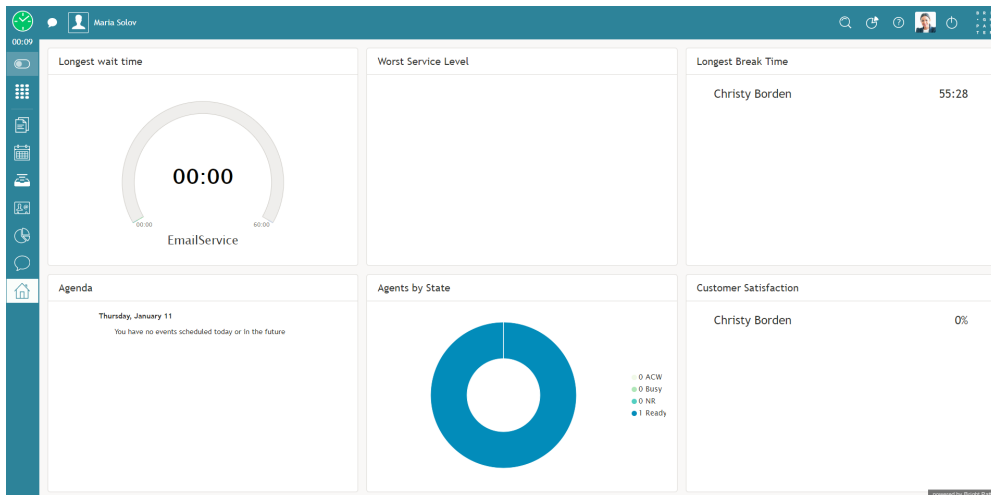 Maria Solov
00:09
Longest wait time
Worst Service Level
Longest Break Time
Christy Borden
55:28
00:00
00:00
60:00
EmailService
Agenda
Agents by State
Customer Satisfaction
Thursday, January 11
You have no events scheduled today or in the future
0 ACW
0 Busy
0 NR
1 Ready
Christy Borden
0%
powered by